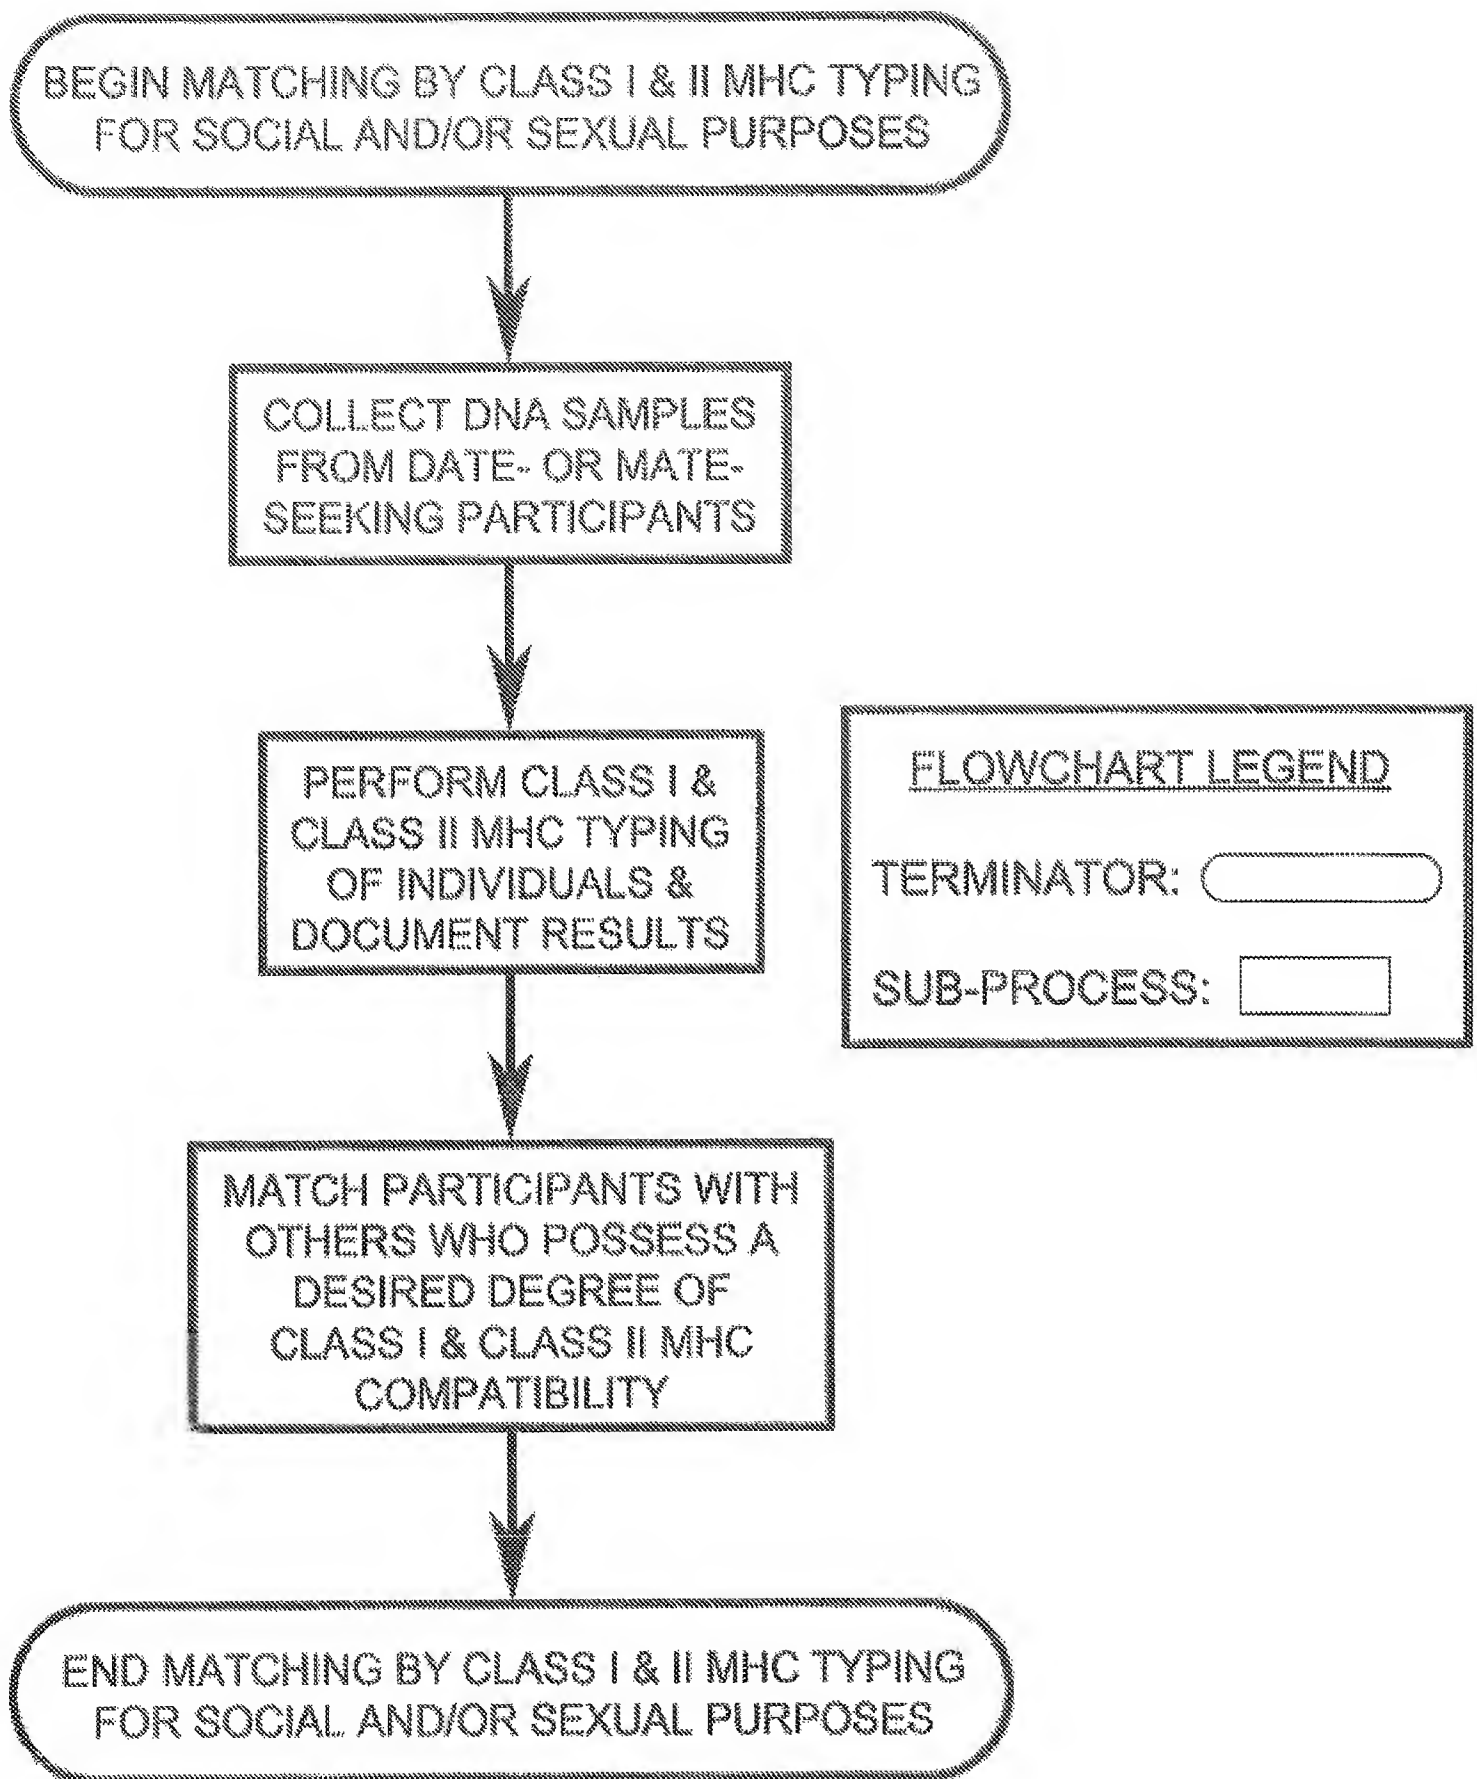 BEGIN MATCHING BY CLASS I & II MHC TYPING
FOR SOCIAL AND/OR SEXUAL PURPOSES
COLLECT DNA SAMPLES
FROM DATE- OR MATE-
SEEKING PARTICIPANTS
PERFORM CLASS I &
CLASS II MHC TYPING
OF INDIVIDUALS &
DOCUMENT RESULTS
FLOWCHART LEGEND
TERMINATOR:
SUB-PROCESS:
MATCH PARTICIPANTS WITH
OTHERS WHO POSSESS A
DESIRED DEGREE OF
CLASS I & CLASS II MHC
COMPATIBILITY
END MATCHING BY CLASS I & II MHC TYPING
FOR SOCIAL AND/OR SEXUAL PURPOSES